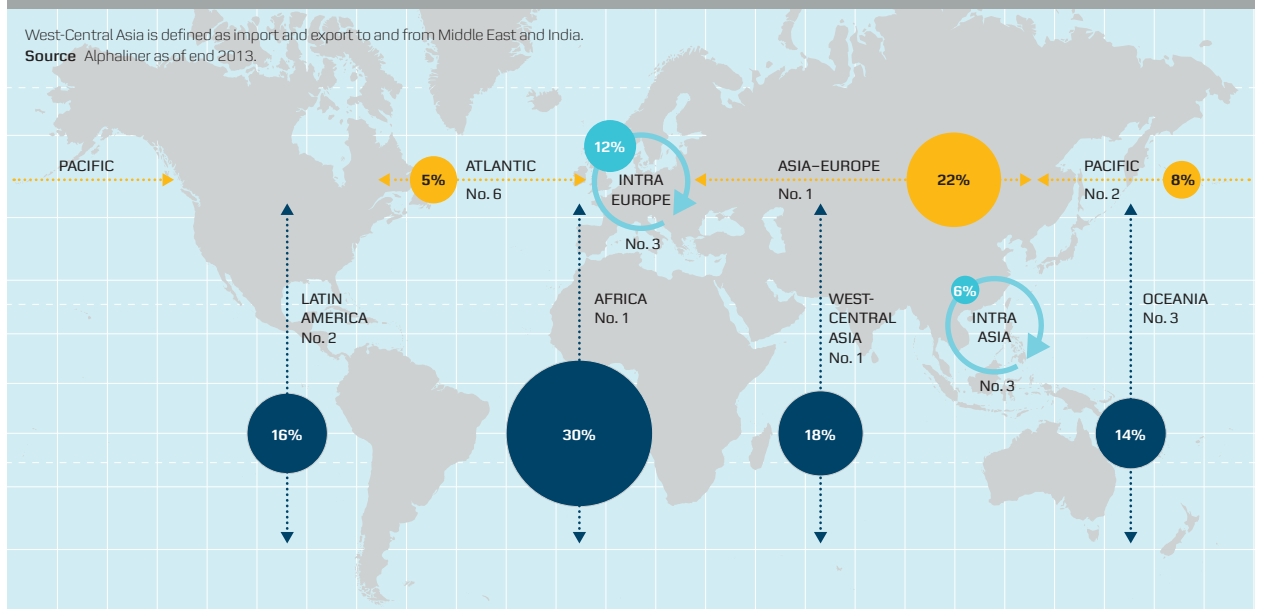 West-Central Asia is defined as import and export to and from Middle East and India.
Source Alphaliner as of end 2013.
PACIFIC
5%
ATLANTIC
No. 6
12%
INTRA
EUROPE
No. 3
ASIA–EUROPE
No. 1
22%
PACIFIC
No. 2
8%
LATIN
AMERICA
No. 2
16%
AFRICA
No. 1
30%
WEST-
CENTRAL
ASIA
No. 1
18%
6%
INTRA
ASIA
No. 3
OCEANIA
No. 3
14%